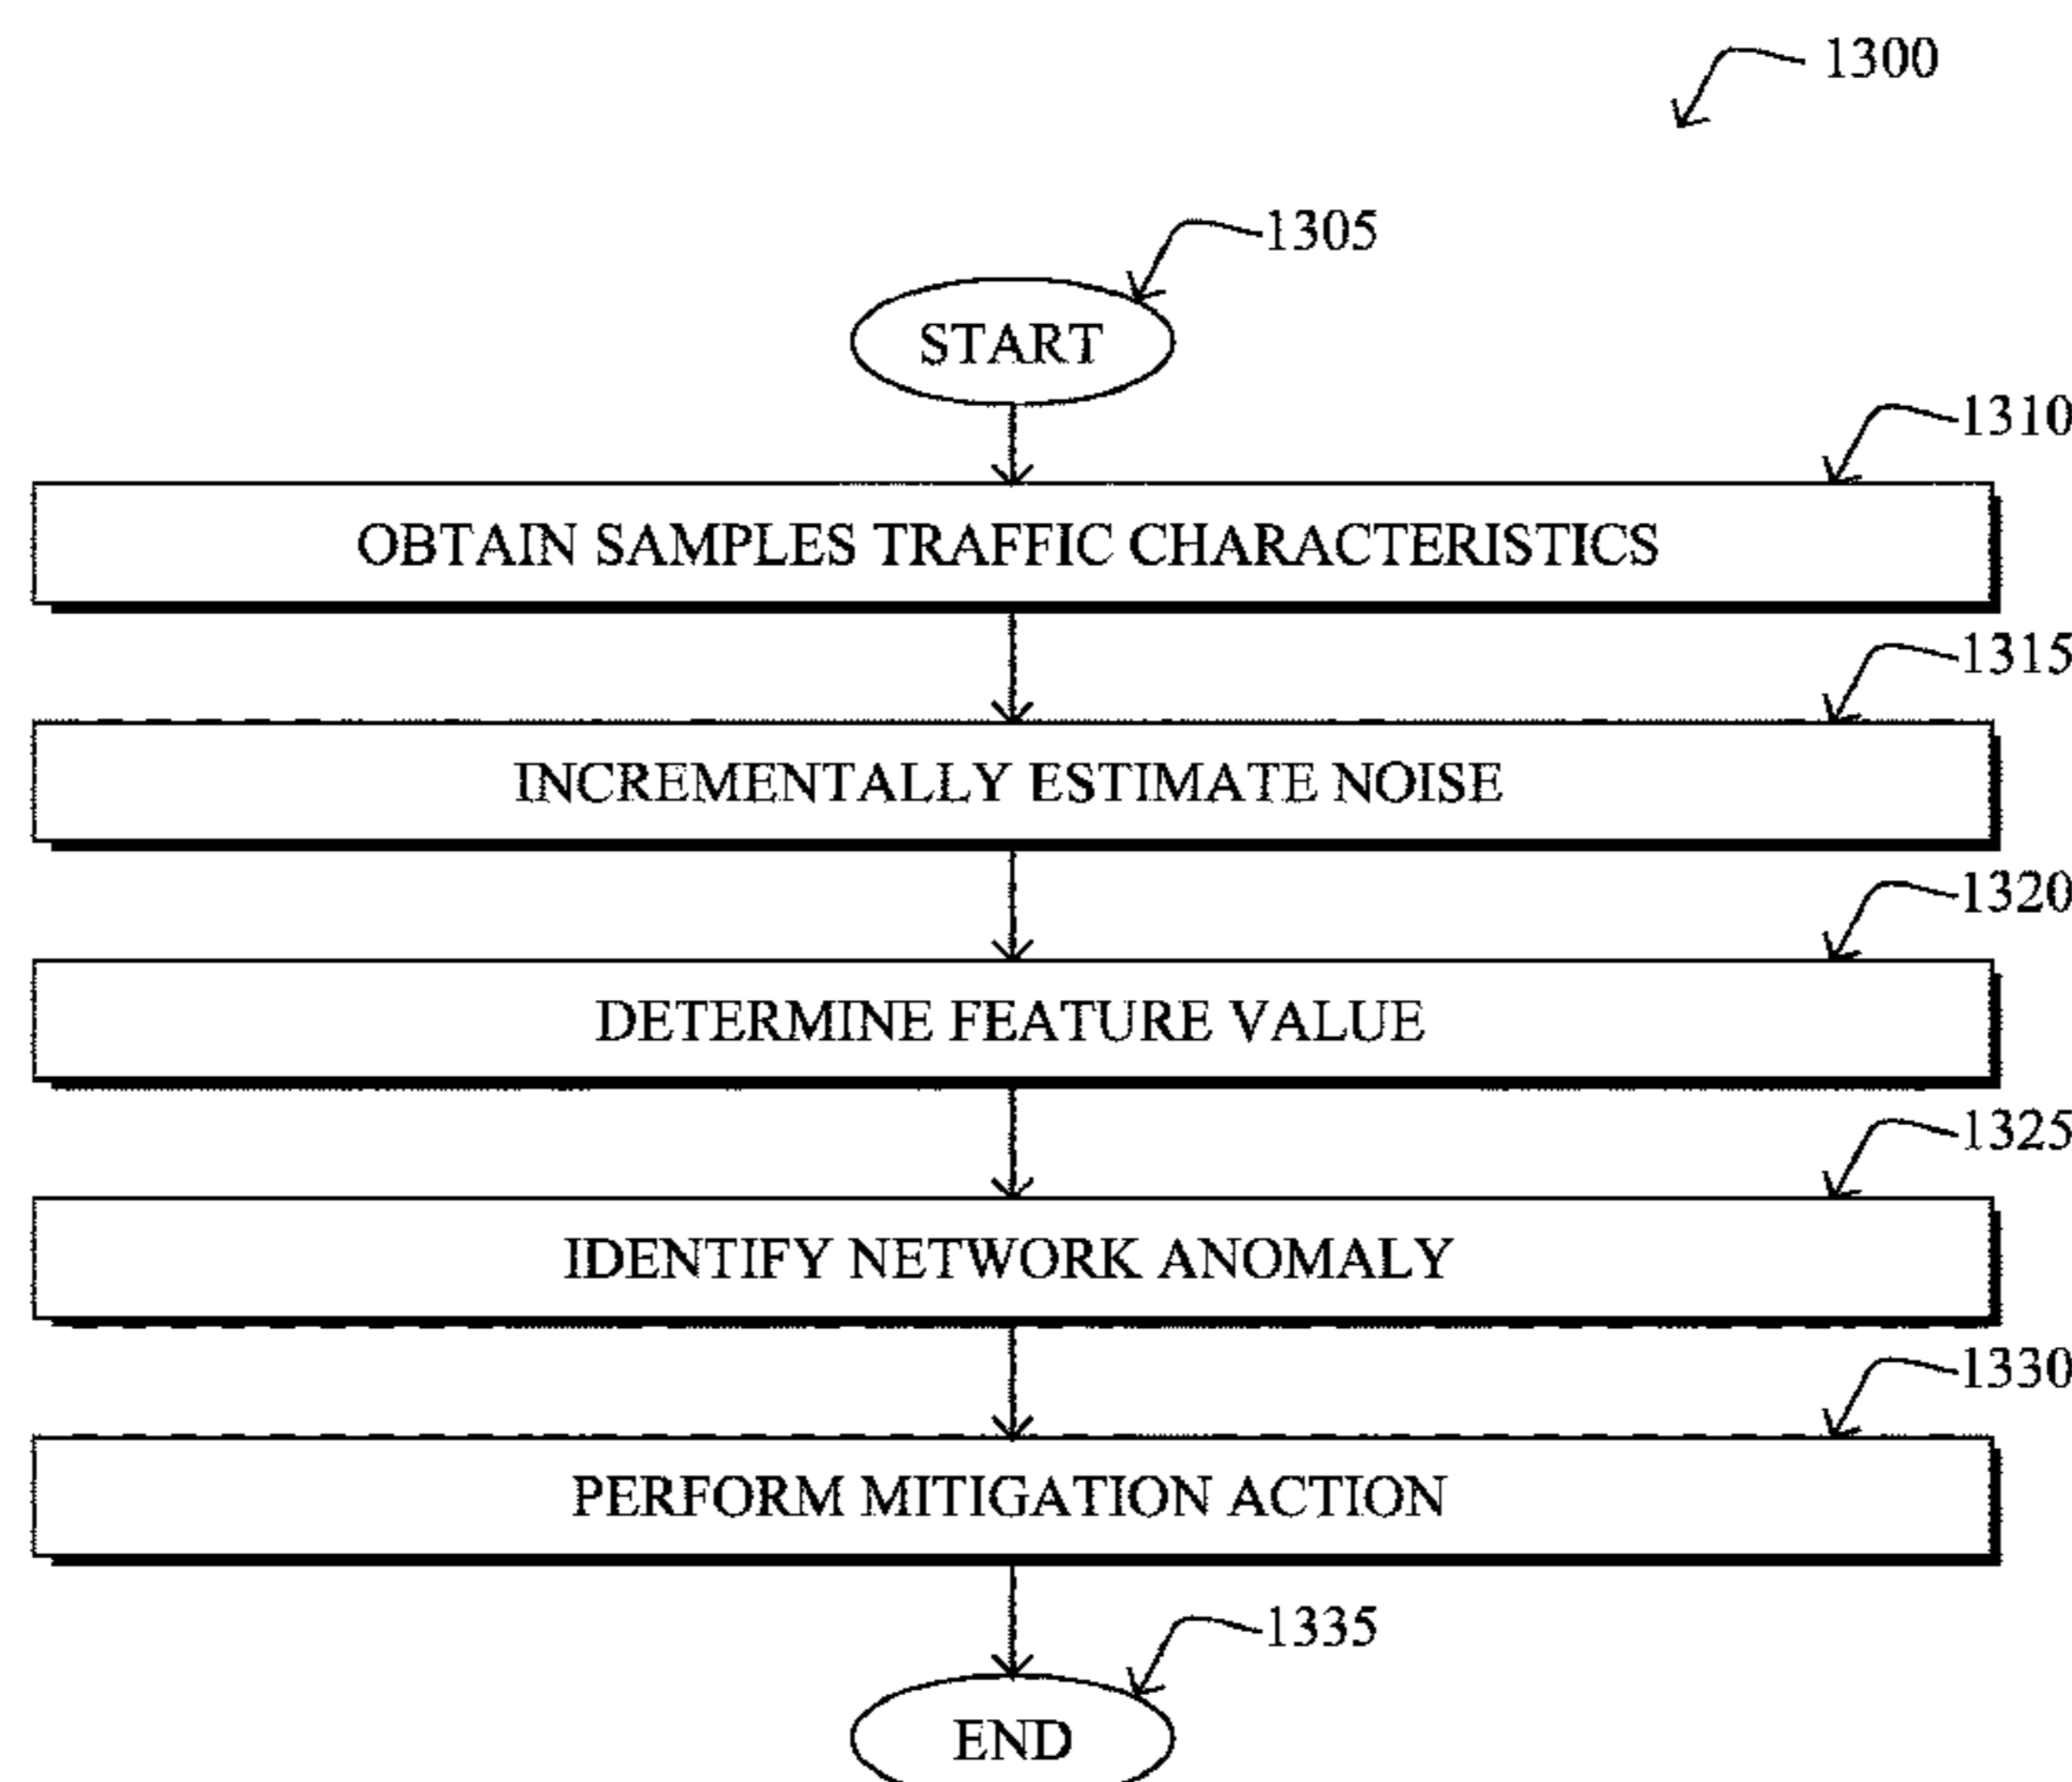 1300
1305
START
1310
OBTAIN SAMPLES TRAFFIC CHARACTERISTICS
1315
INCREMENTALLY ESTIMATE NOISE
1320
DETERMINE FEATURE VALUE
1325
IDENTIFY NETWORK ANOMALY
1330
PERFORM MITIGATION ACTION
1335
END